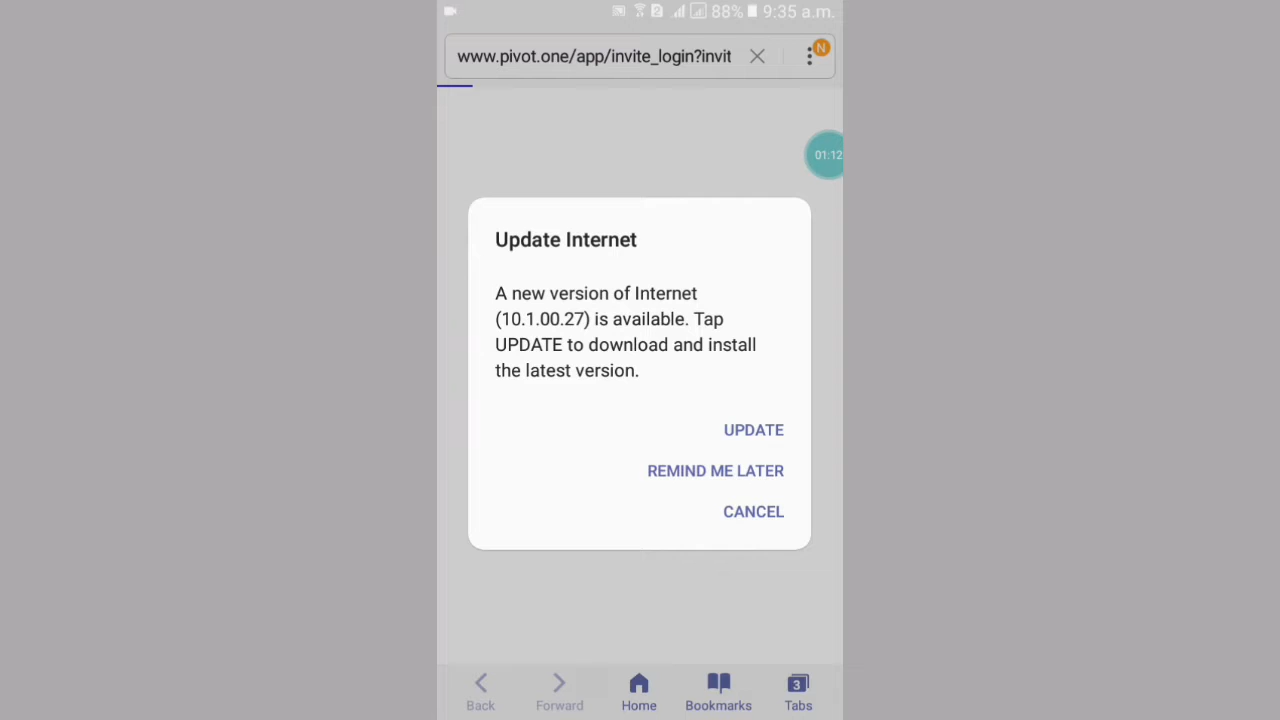 2 88% 9:35 a.m.
www.pivot.one/app/invite_login?invit
N
01:12
Update Internet
A new version of Internet
(10.1.00.27) is available. Tap
UPDATE to download and install
the latest version.
UPDATE
REMIND ME LATER
CANCEL
3
Back Forward Home Bookmarks Tabs